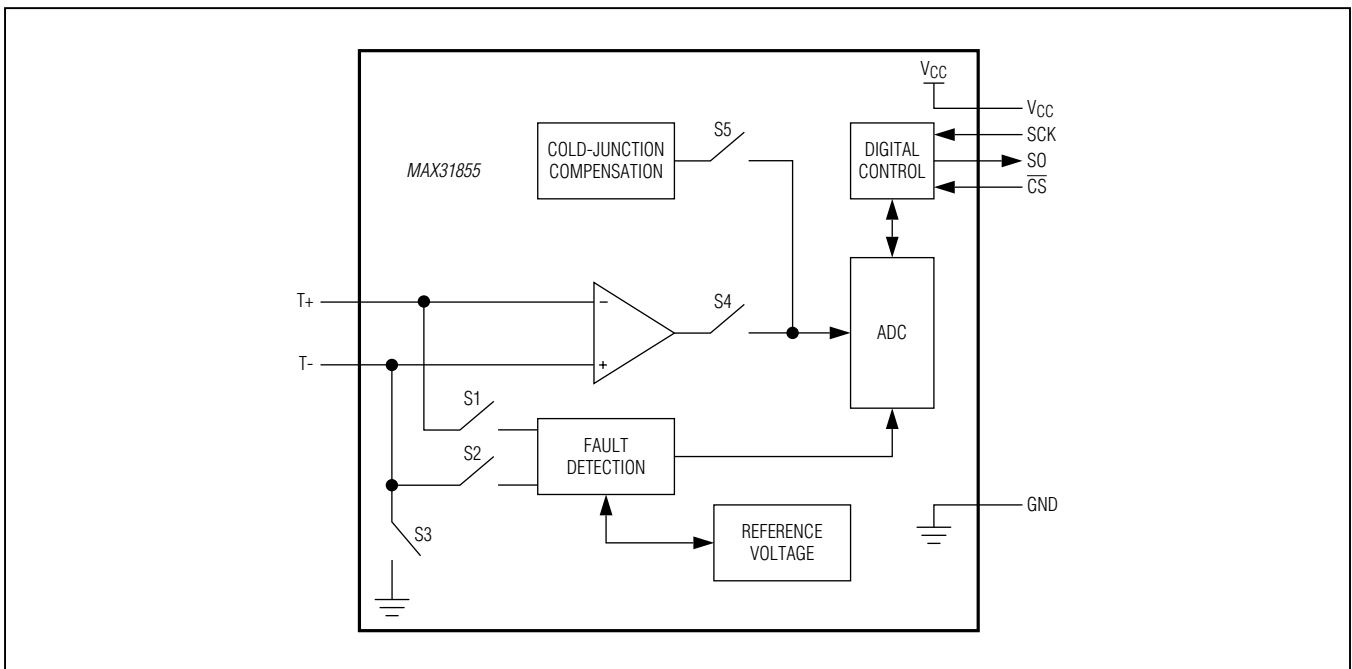 VCC
VCC
SCK
SO
CS
S5
COLD-JUNCTION
COMPENSATION
DIGITAL
CONTROL
MAX31855
T+
−
S4
ADC
T-
+
S1
FAULT
DETECTION
S2
GND
S3
REFERENCE
VOLTAGE